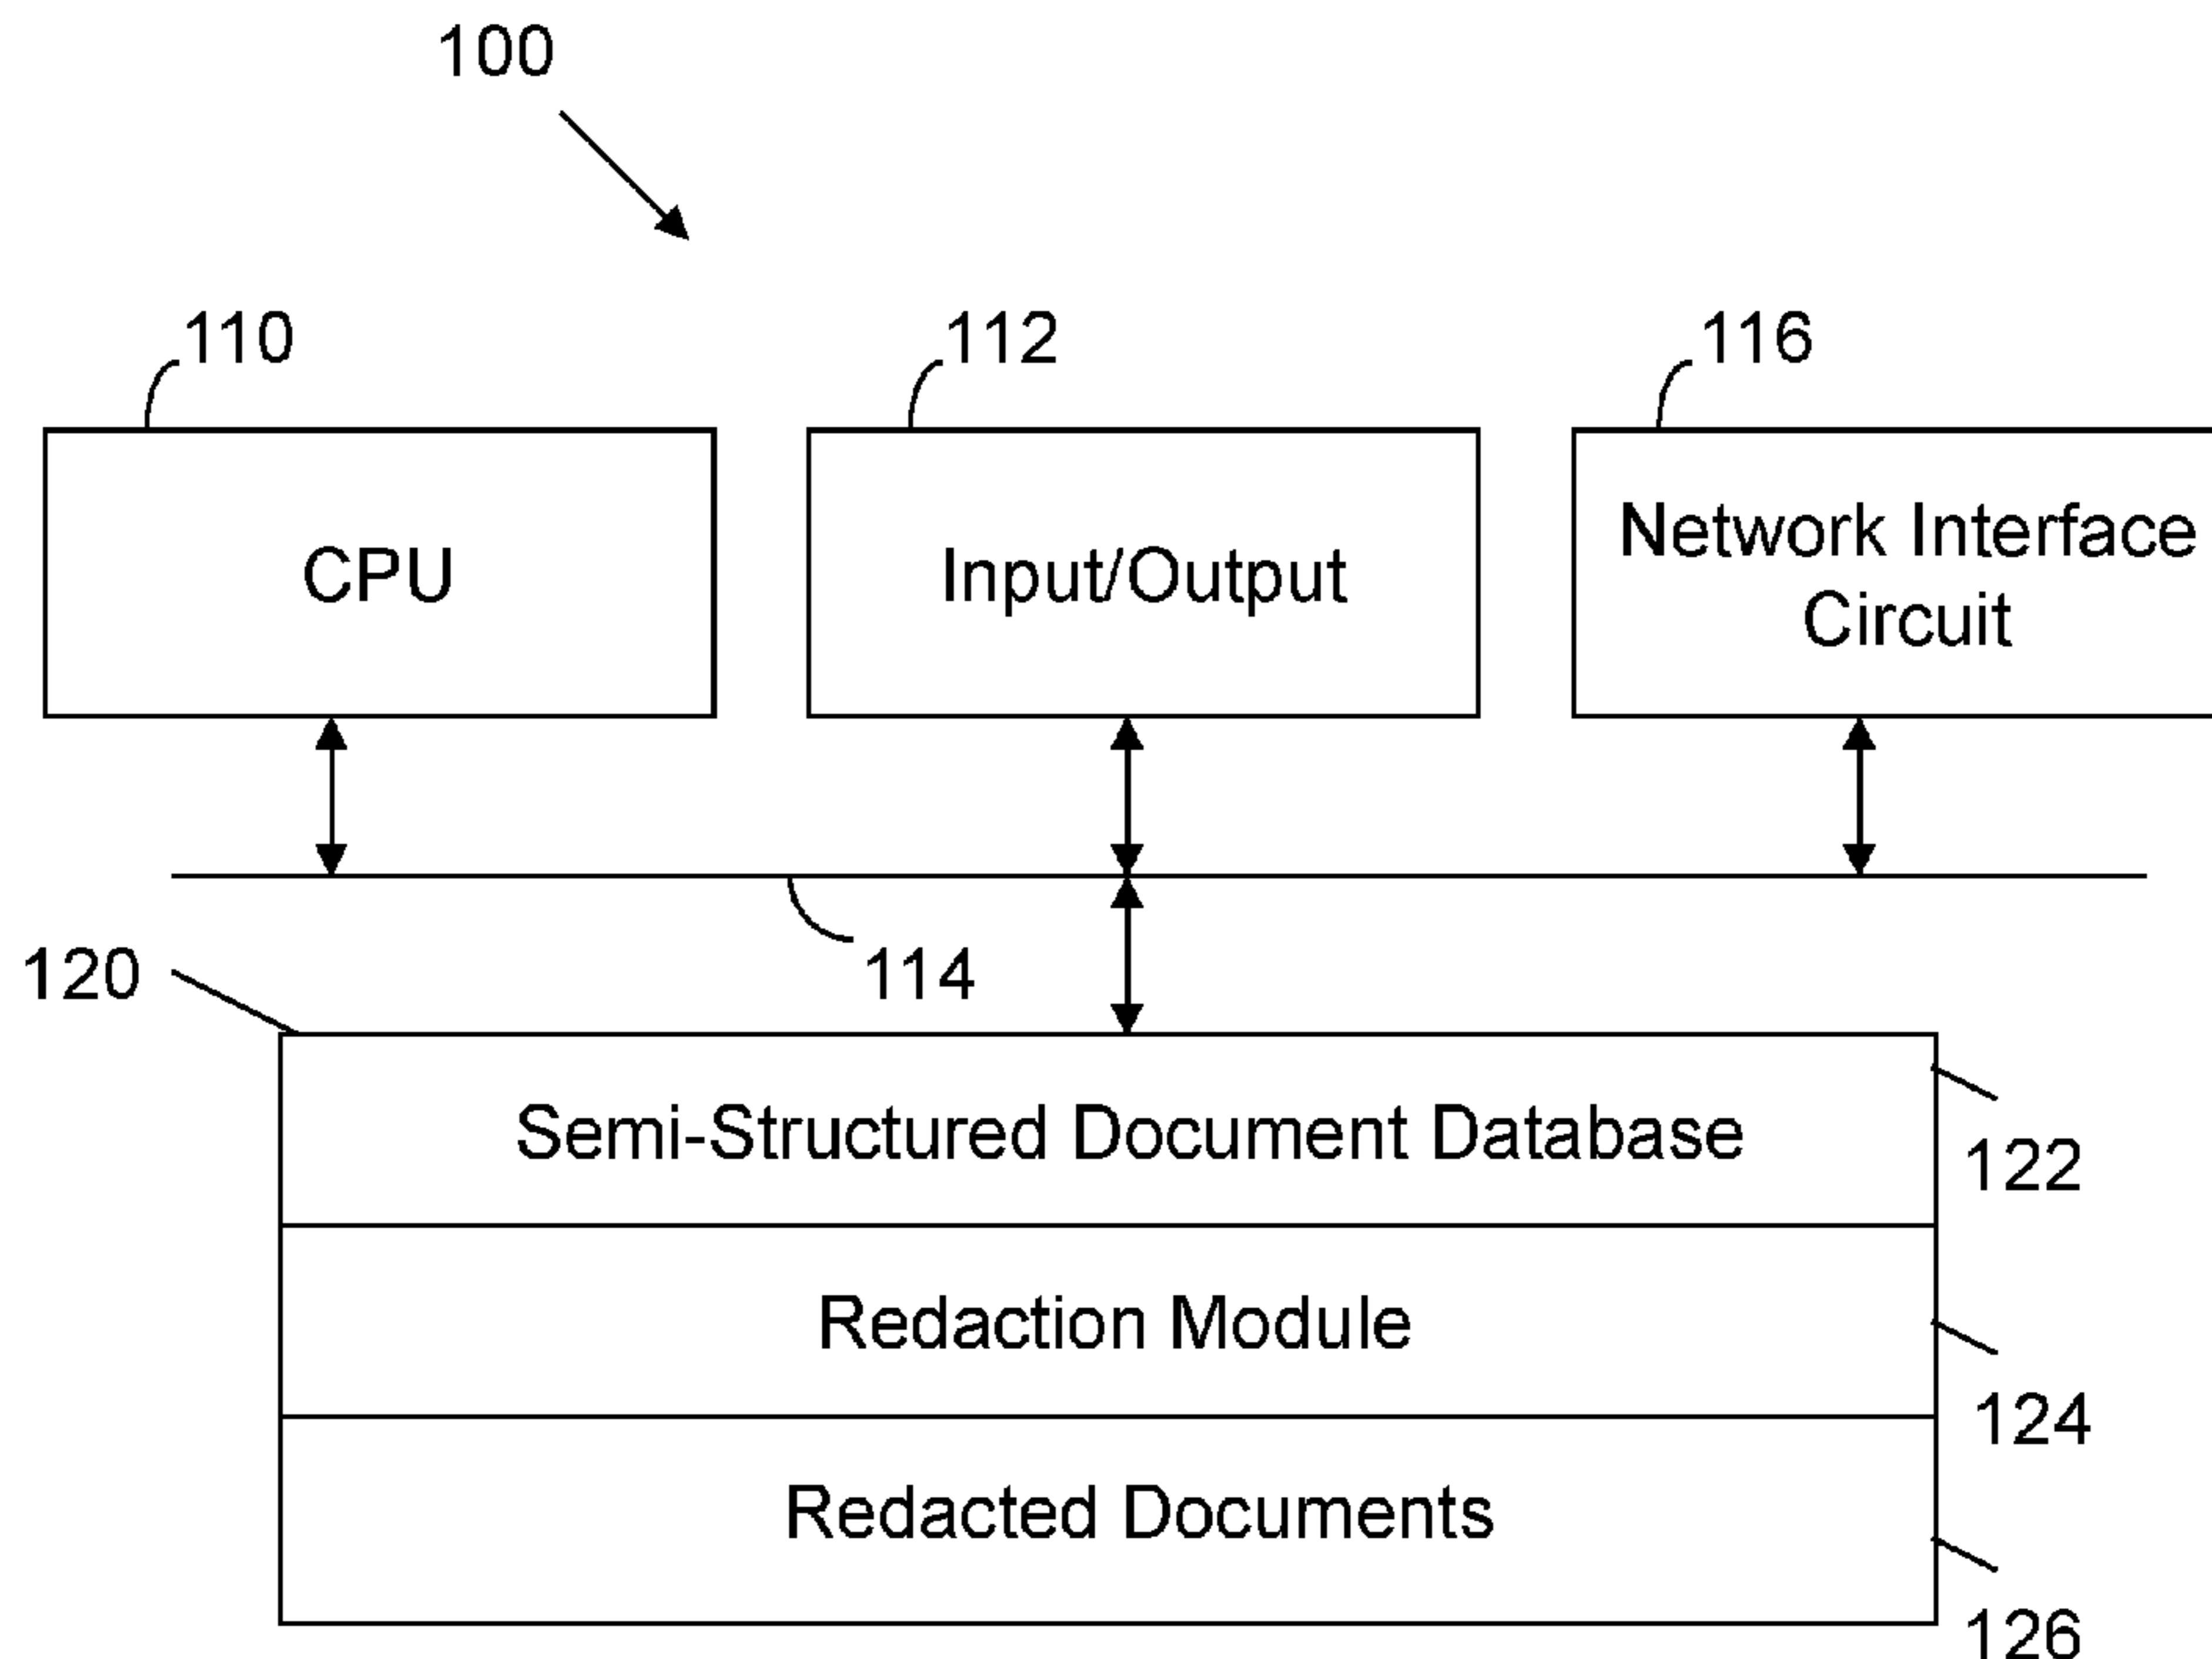 100
110
112
116
CPU
Input/Output
Network Interface
Circuit
114
120
Semi-Structured Document Database
122
Redaction Module
124
Redacted Documents
126